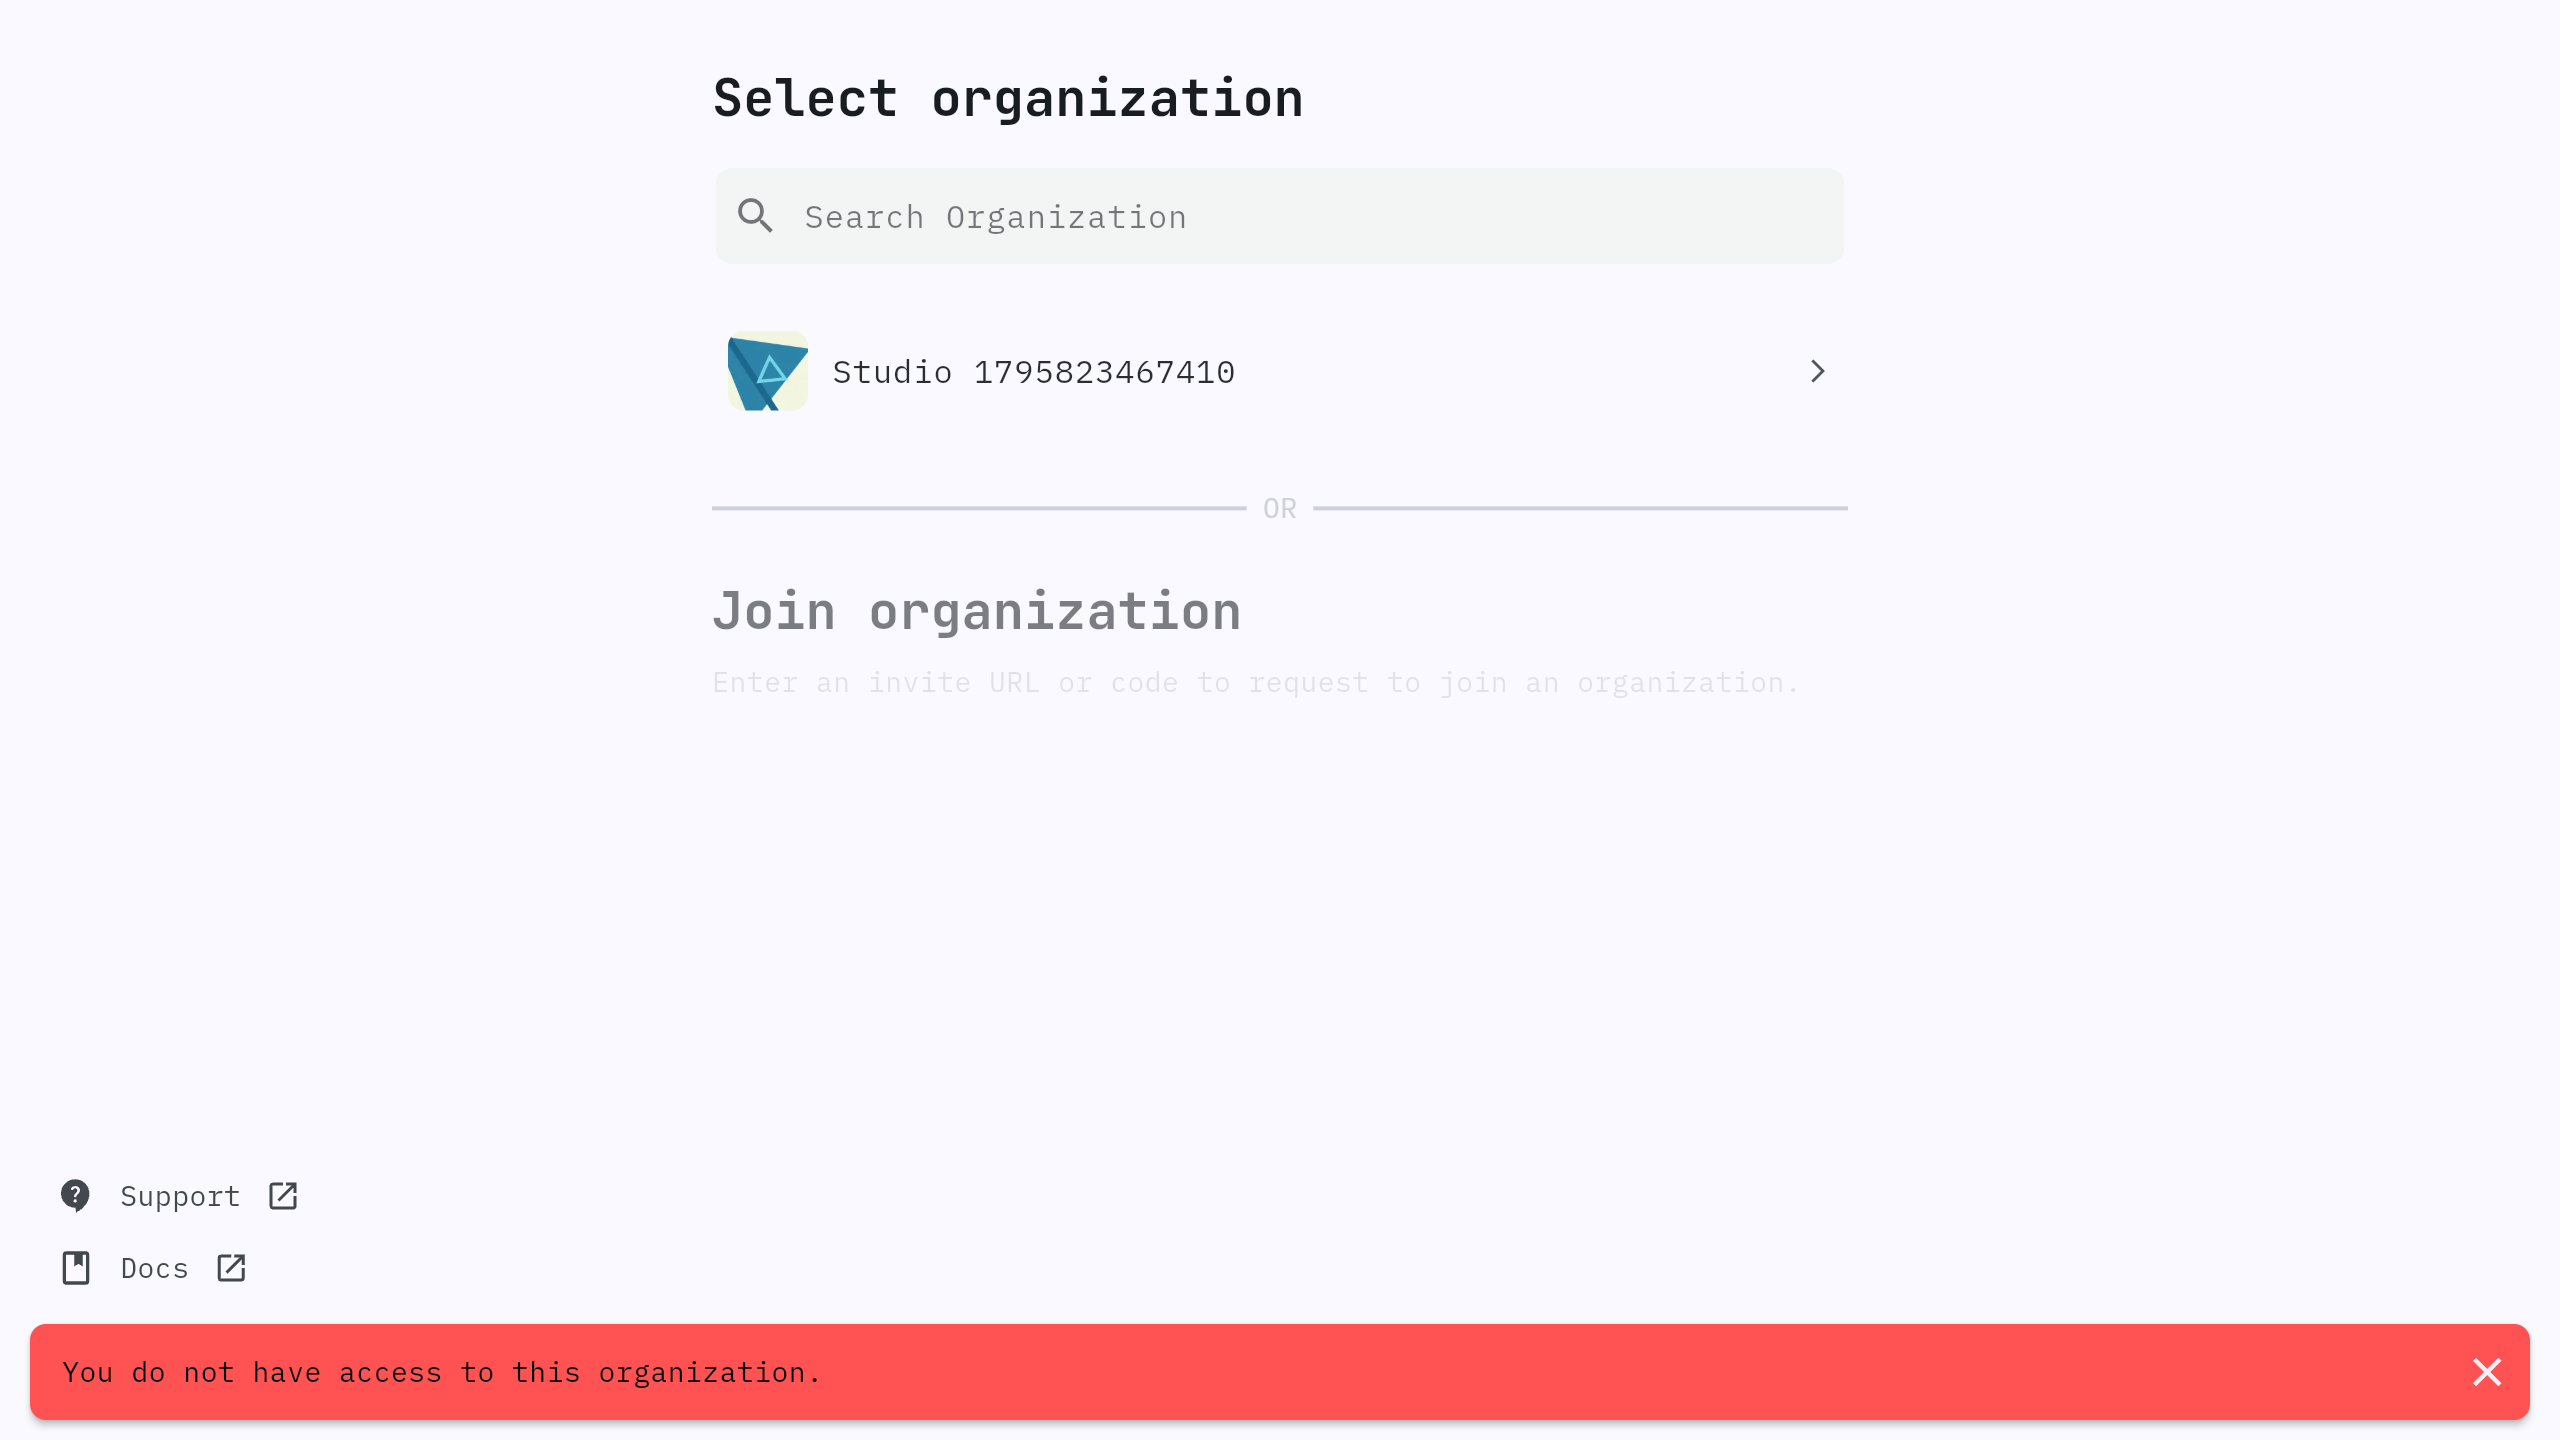 Select organization
Search Organization
Studio 1795823467410
OR
Join organization
Enter an invite URL or code to request to join an organization.
Support
Docs
You do not have access to this organization.